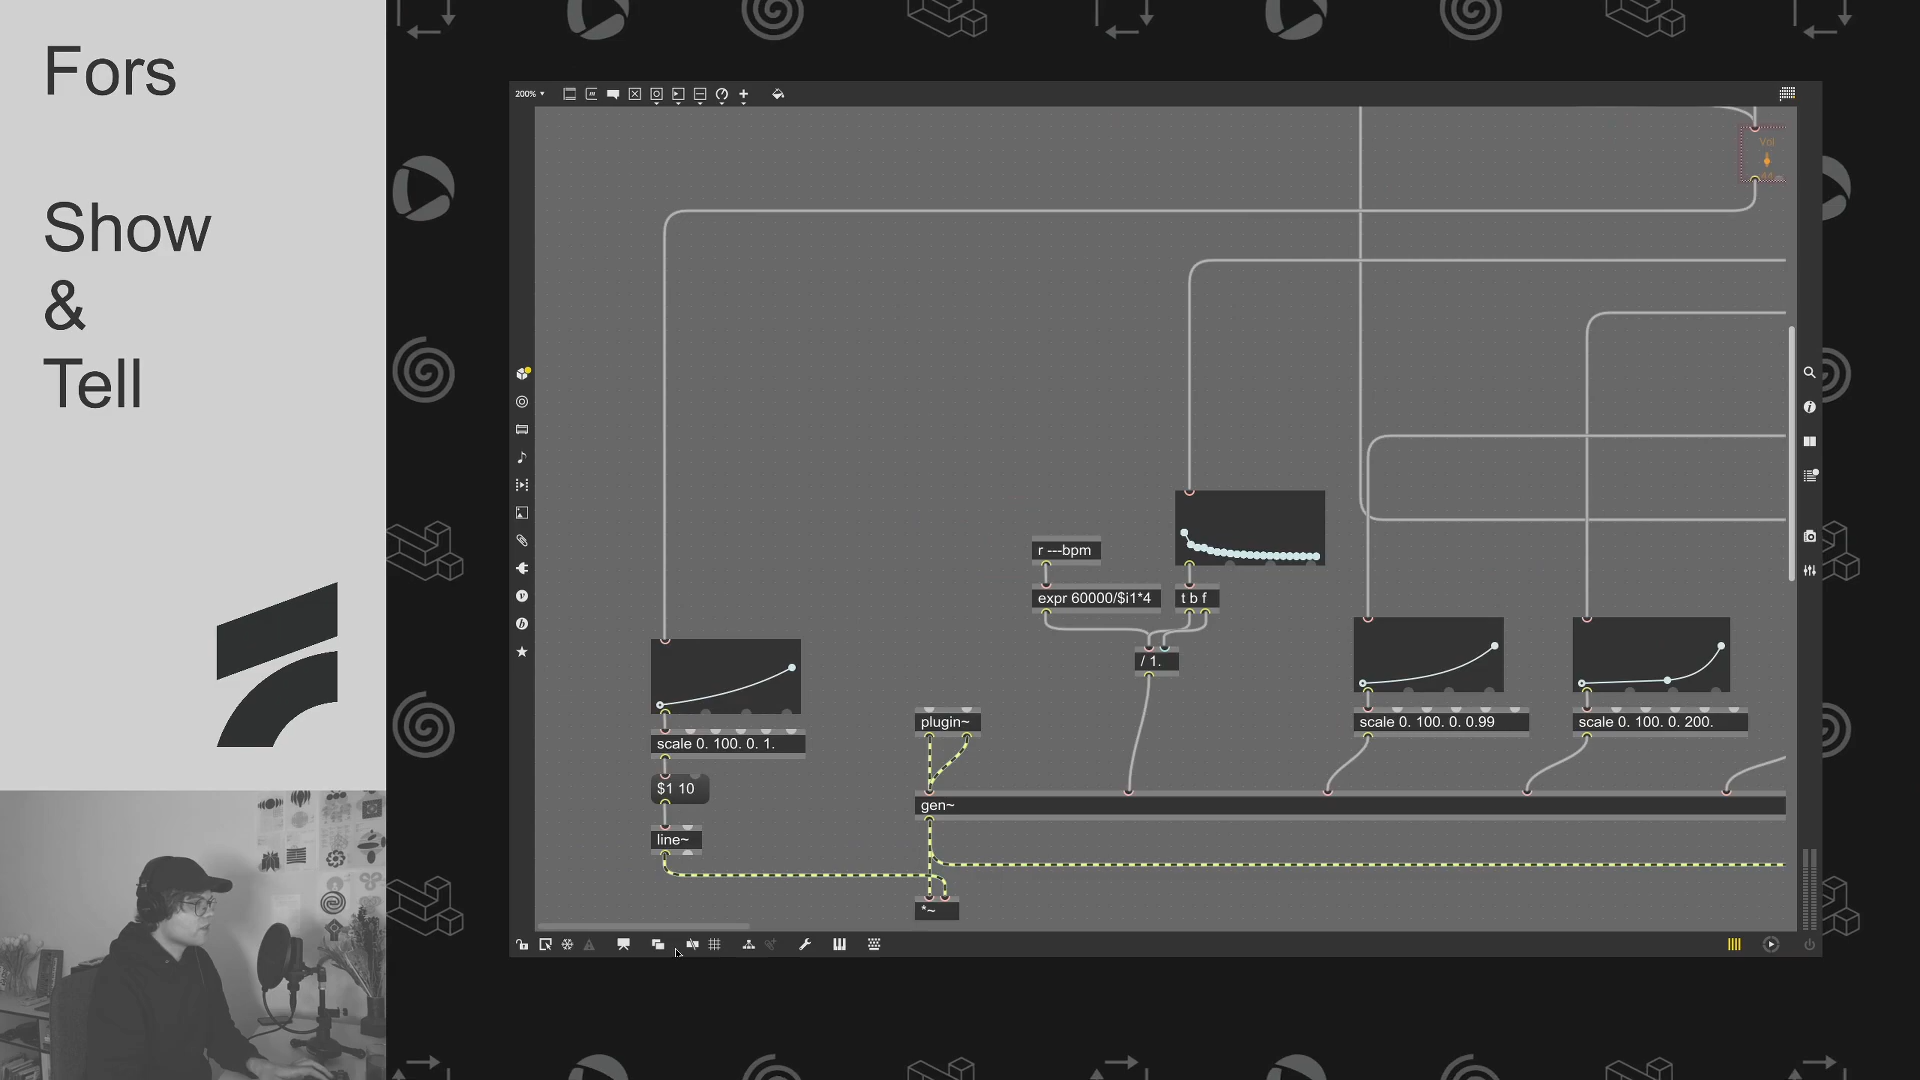 Fors
Show
&
Tell
200%
Vol
r ---bpm
expr 60000/$i1*4
t b f
/ 1.
plugin~
scale 0. 100. 0. 0.99
scale 0. 100. 0. 200.
scale 0. 100. 0. 1.
$1 10
gen~
line~
*~